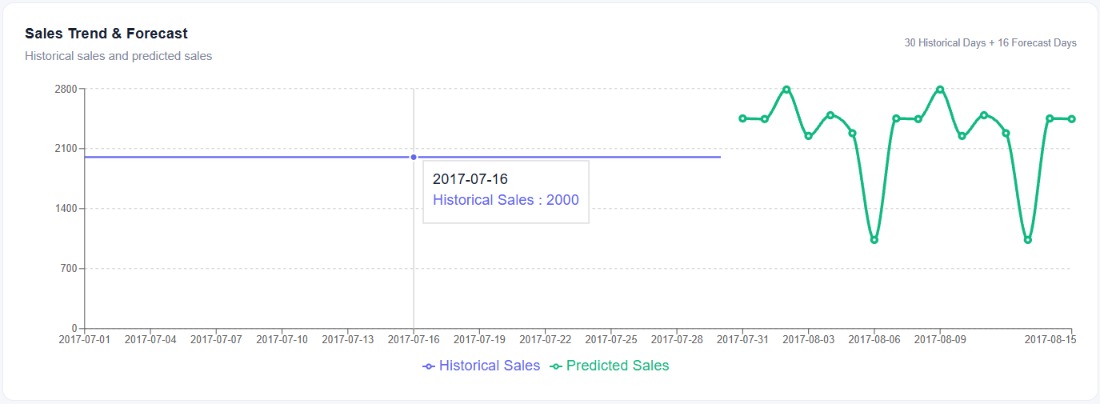 Sales Trend & Forecast
Historical sales and predicted sales
30 Historical Days + 16 Forecast Days
2800
2100
1400
700
0
2017-07-16
Historical Sales : 2000
2017-07-01 2017-07-04 2017-07-07 2017-07-10 2017-07-13 2017-07-16 2017-07-19 2017-07-22 2017-07-25 2017-07-28 2017-07-31 2017-08-03 2017-08-06 2017-08-09 2017-08-15
Historical Sales Predicted Sales